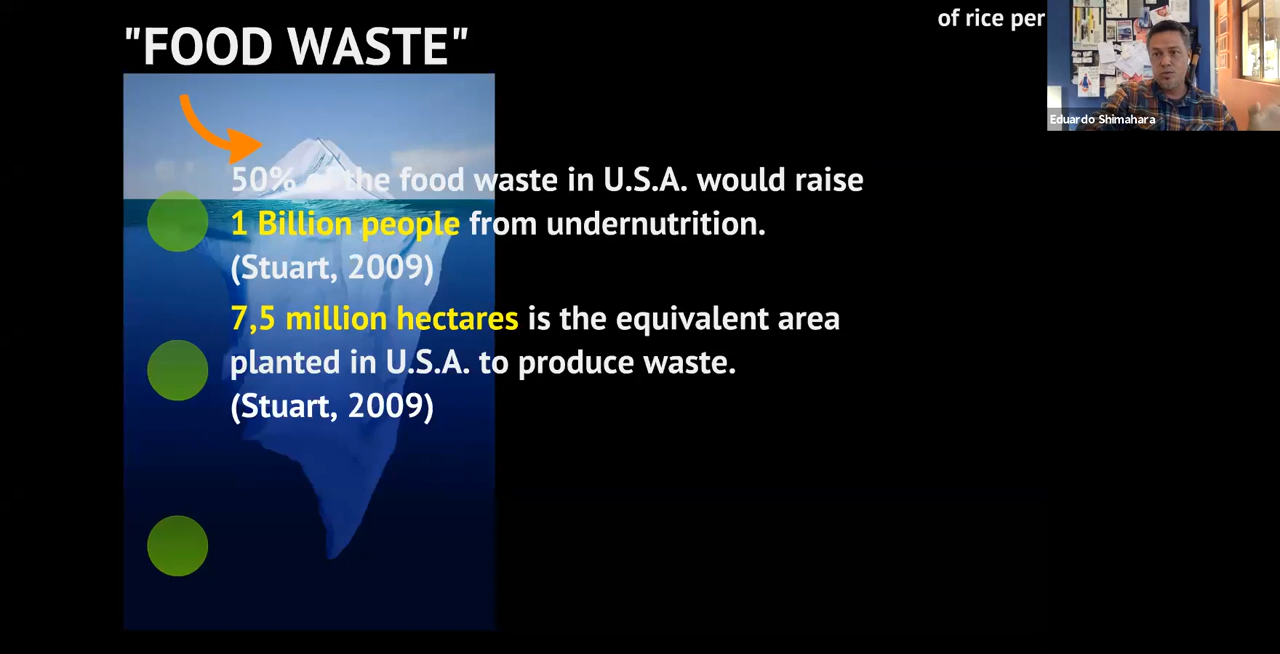 "FOOD WASTE"
of rice per
Eduardo Shimahara
50% of the food waste in U.S.A. would raise
1 Billion people from undernutrition.
(Stuart, 2009)
7,5 million hectares is the equivalent area
planted in U.S.A. to produce waste.
(Stuart, 2009)